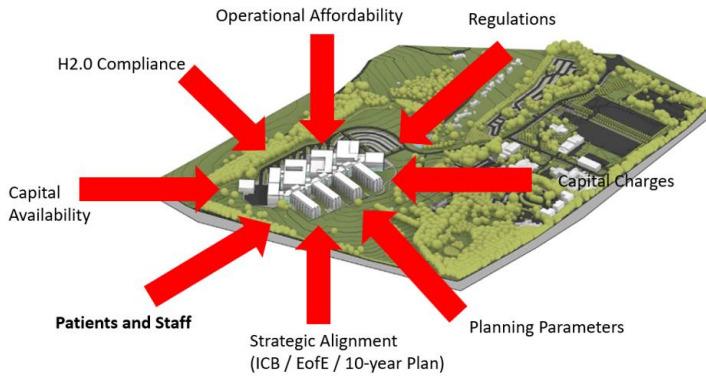 Operational Affordability
Regulations
H2.0 Compliance
Capital
Availability
Capital Charges
Patients and Staff
Strategic Alignment
(ICB / EofE / 10-year Plan)
Planning Parameters